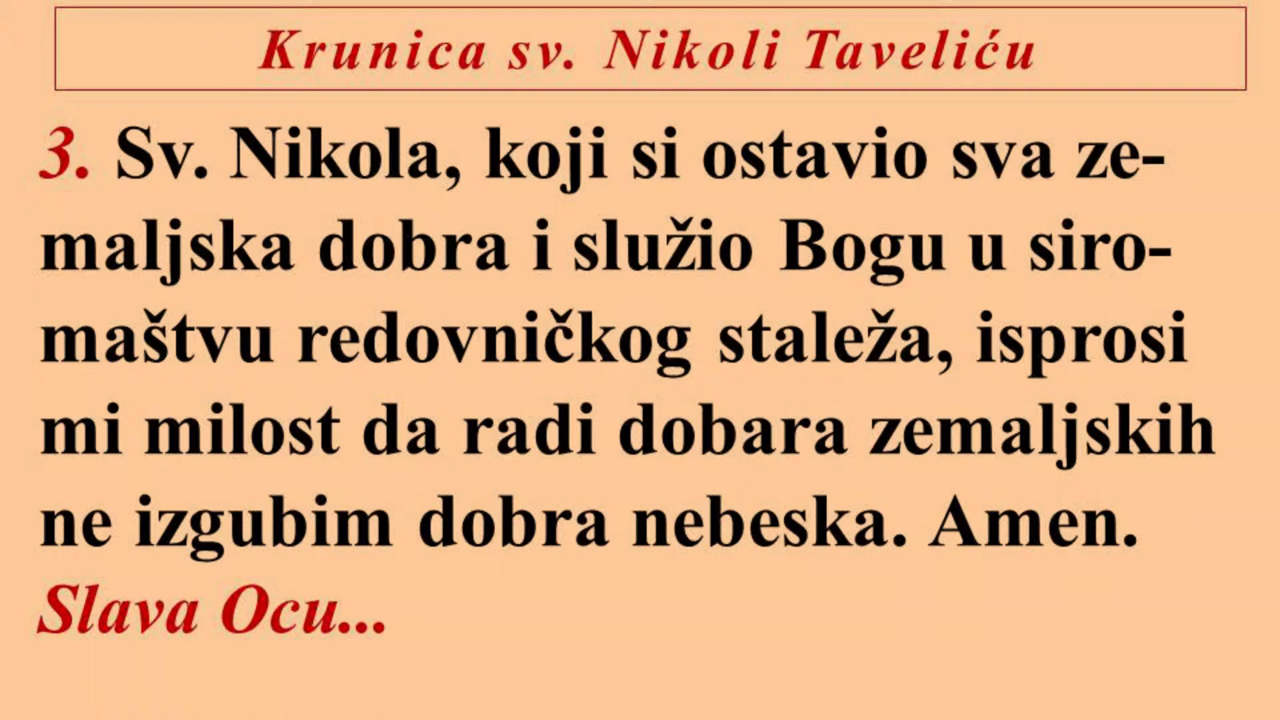 Krunica sv. Nikoli Taveliću
3. Sv. Nikola, koji si ostavio sva ze-
maljska dobra i služio Bogu u siro-
maštvu redovničkog staleža, isprosi
mi milost da radi dobara zemaljskih
ne izgubim dobra nebeska. Amen.
Slava Ocu...